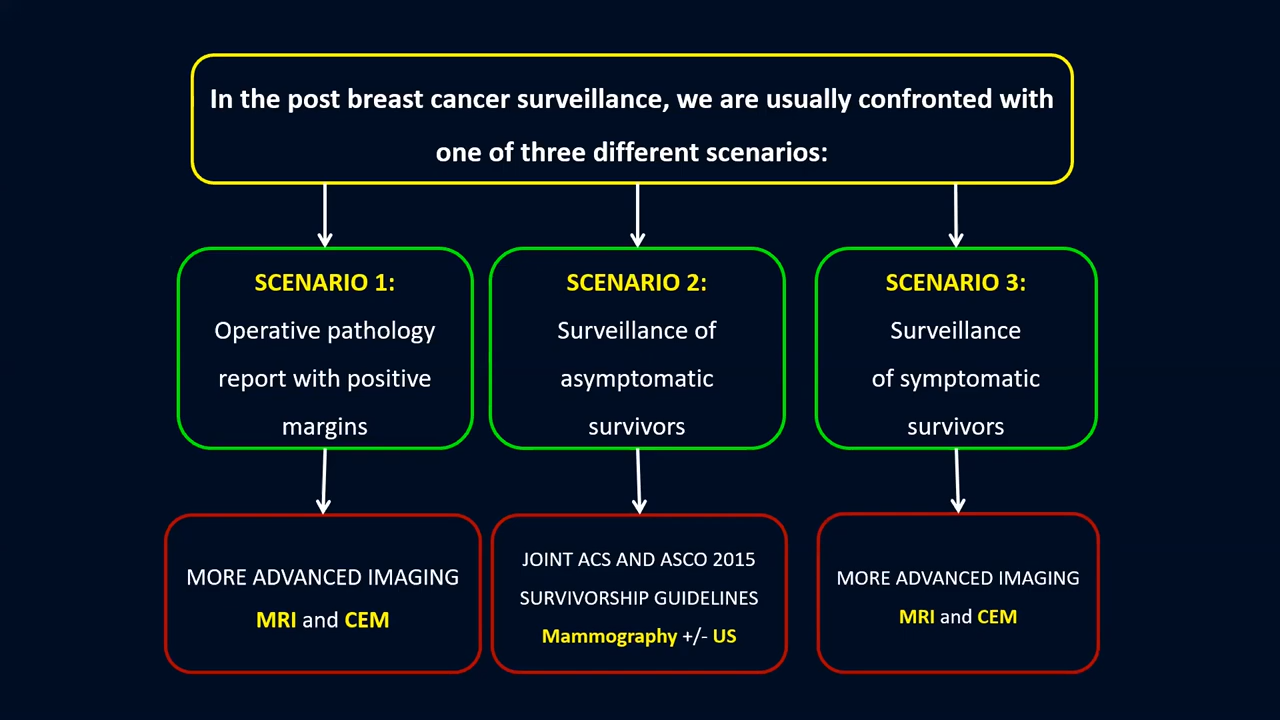 In the post breast cancer surveillance, we are usually confronted with
one of three different scenarios:
SCENARIO 1:
Operative pathology
report with positive
margins
SCENARIO 2:
Surveillance of
asymptomatic
survivors
SCENARIO 3:
Surveillance
of symptomatic
survivors
MORE ADVANCED IMAGING
MRI and CEM
JOINT ACS AND ASCO 2015
SURVIVORSHIP GUIDELINES
Mammography +/- US
MORE ADVANCED IMAGING
MRI and CEM